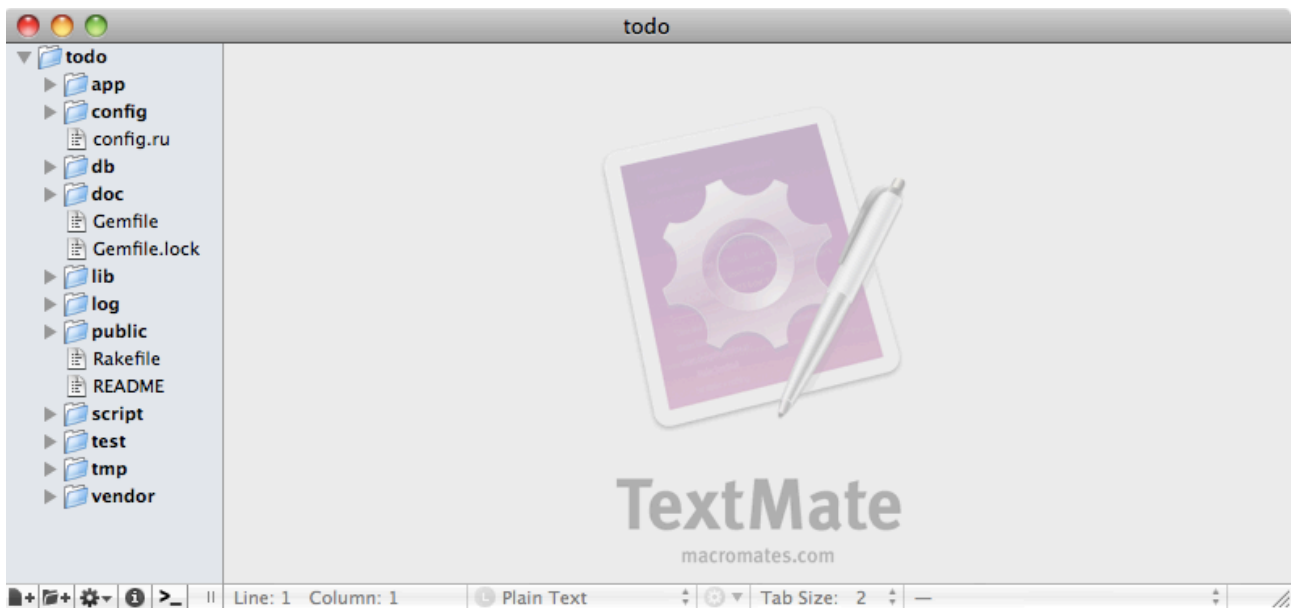 todo
todo
app
config
config.ru
db
doc
Gemfile
Gemfile.lock
lib
log
public
Rakefile
README
script
test
tmp
vendor
TextMate
macromates.com
Line: 1 Column: 1
L Plain Text
Tab Size: 2
—